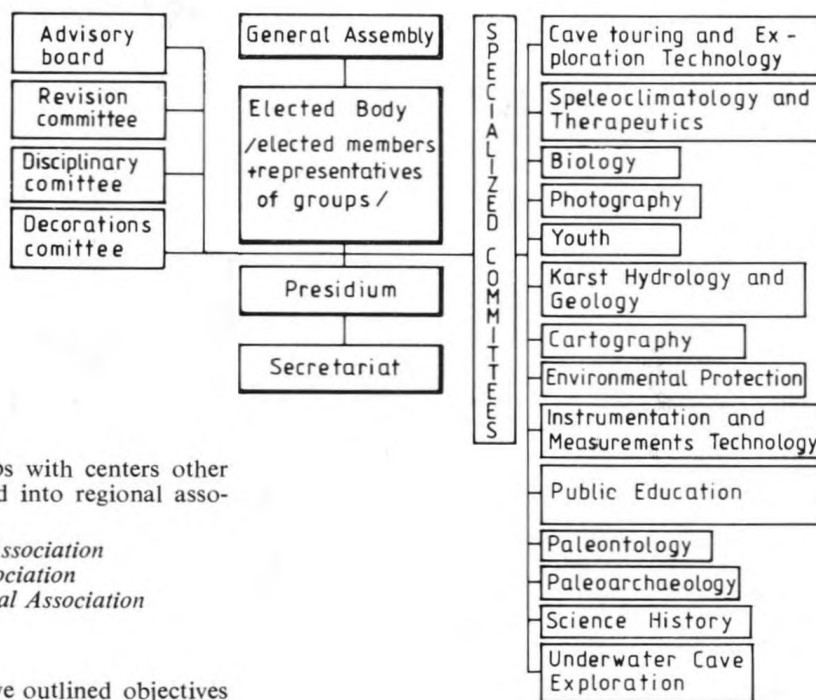 Advisory
board
Revision
committee
Disciplinary
comittee
Decorations
comittee
General Assembly
Elected Body
/elected members
+representatives
of groups /
Presidium
Secretariat
SPECIALIZED COMMITTEES
Cave touring and Ex -
ploration Technology
Speleoclimatology and
Therapeutics
Biology
Photography
Youth
Karst Hydrology and
Geology
Cartography
Environmental Protection
Instrumentation and
Measurements Technology
Public Education
Paleontology
Paleoarchaeology
Science History
Underwater Cave
Exploration
with centers other
into regional asso-
ssociation
ociation
al Association
outlined objectives